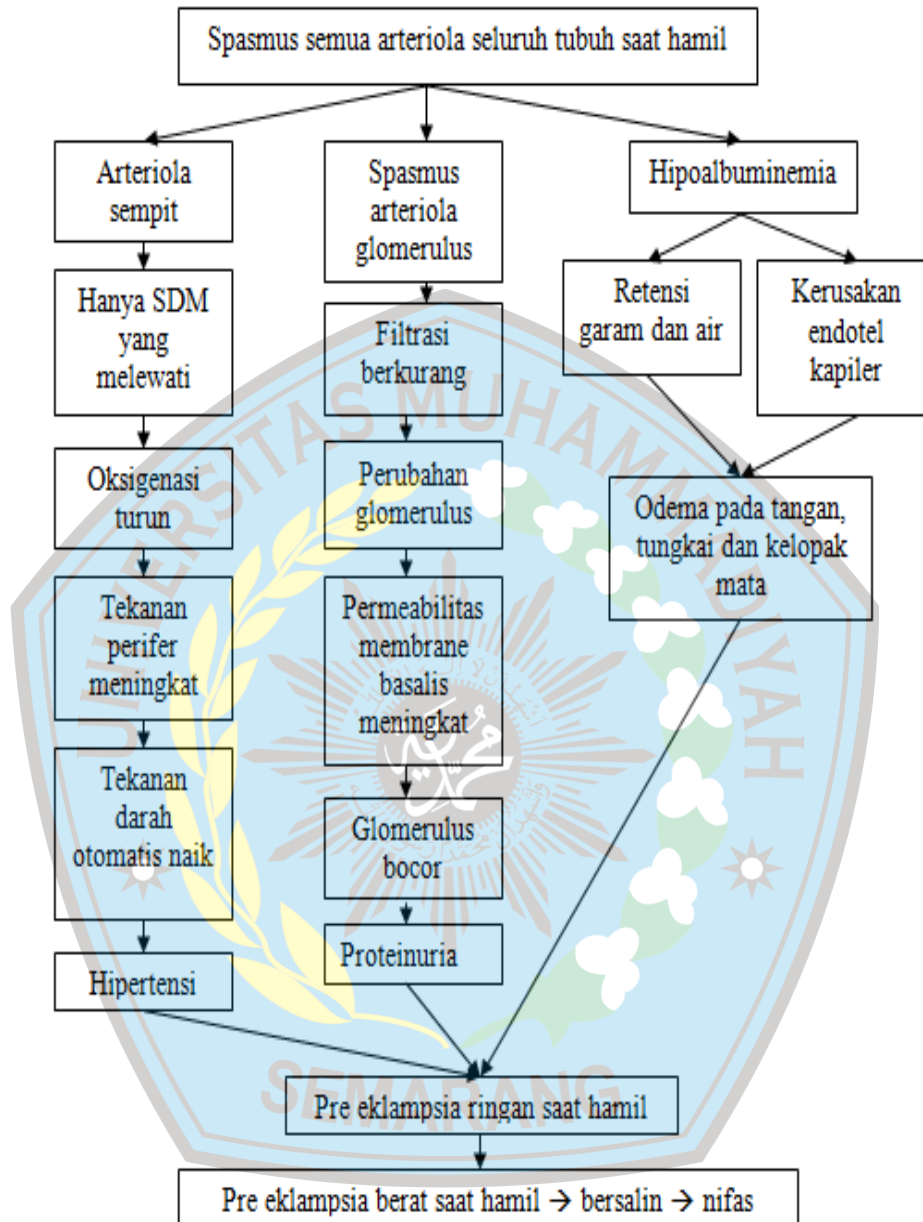 Spasmus semua arteriola seluruh tubuh saat hamil
Arteriola
sempit
Spasmus
arteriola
glomerulus
Hipoalbuminemia
Hanya SDM
yang
melewati
Filtrasi
berkurang
Retensi
garam dan air
Kerusakan
endotel
kapiler
Oksigenasi
turun
Perubahan
glomerulus
Odema pada tangan,
tungkai dan kelopak
mata
Tekanan
perifer
meningkat
Permeabilitas
membrane
basalis
meningkat
Tekanan
darah
otomatis naik
Glomerulus
bocor
Hipertensi
Proteinuria
Pre eklampsia ringan saat hamil
Pre eklampsia berat saat hamil → bersalin → nifas
UNIVERSITAS MUHAMMADIYAH
SEMARANG